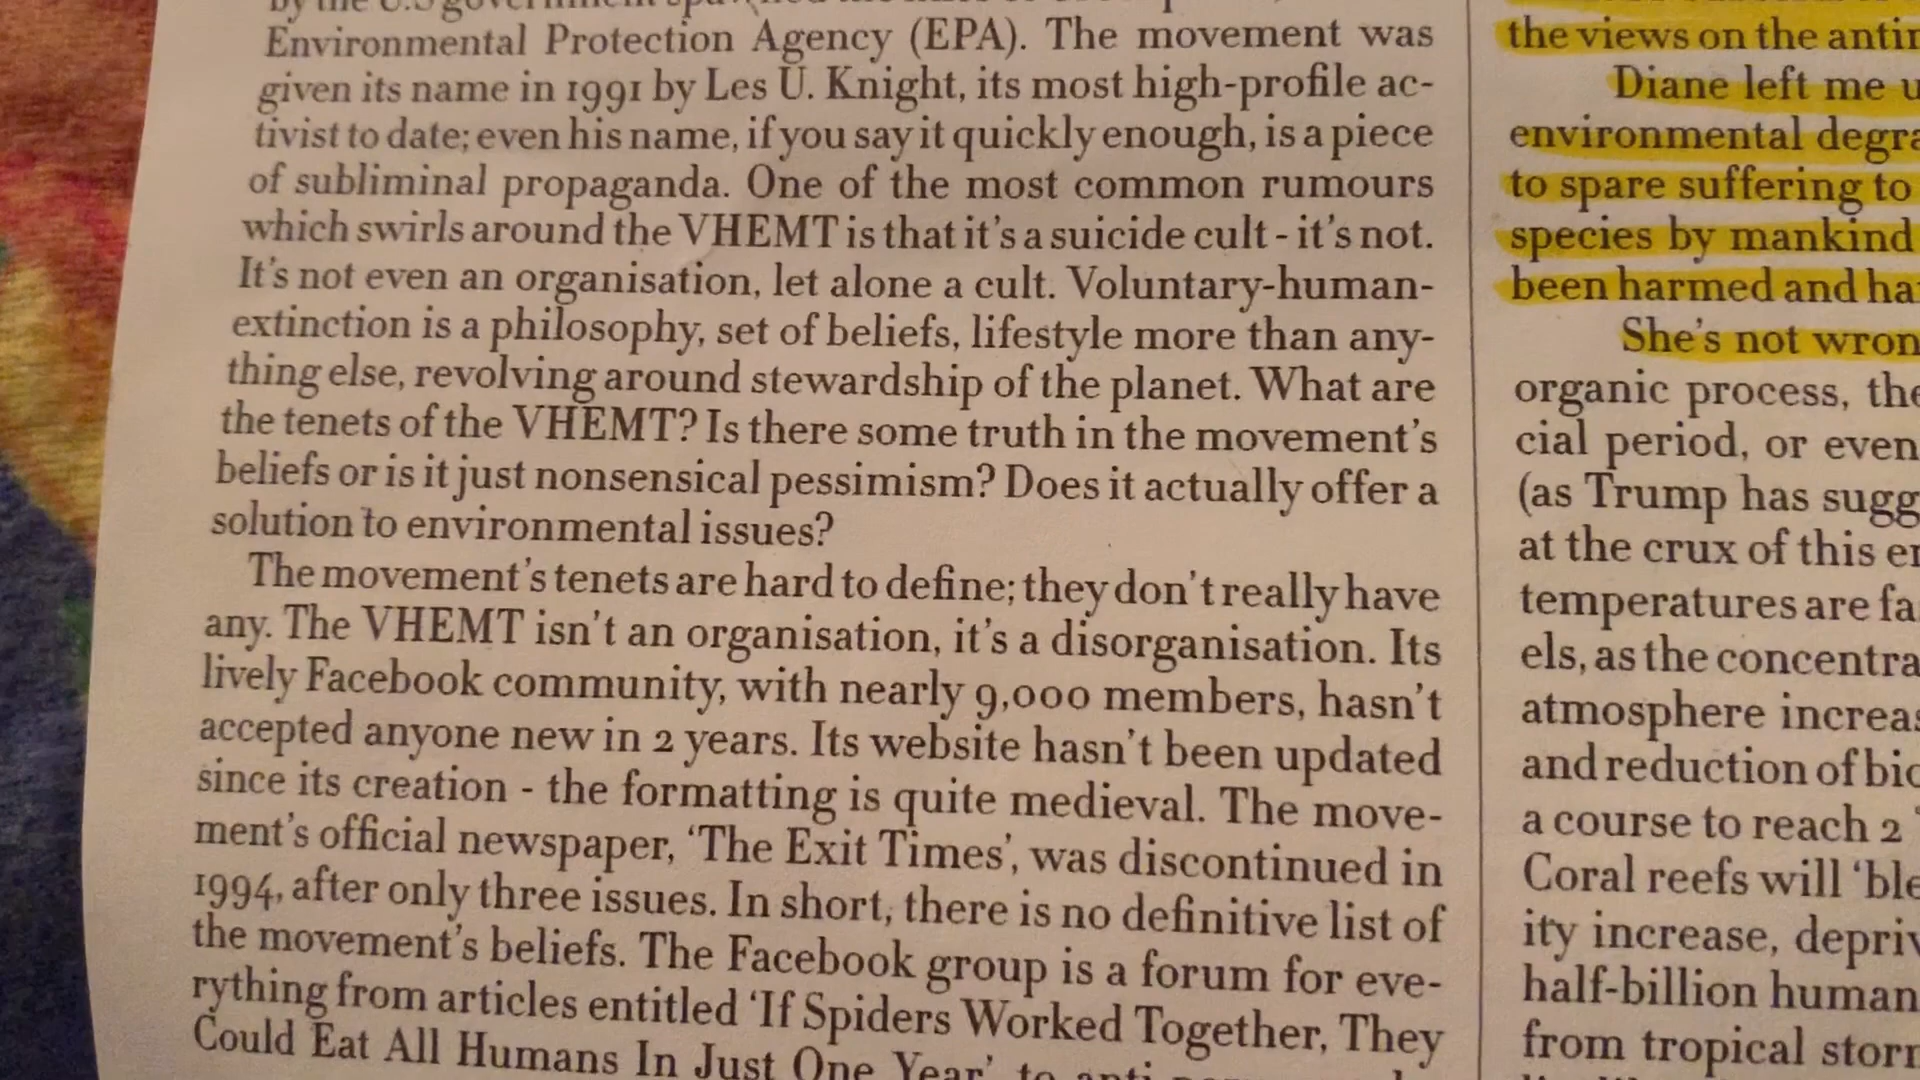 by the U.S government
Environmental Protection Agency (EPA). The movement was
given its name in 1991 by Les U. Knight, its most high-profile ac-
tivist to date; even his name, if you say it quickly enough, is a piece
of subliminal propaganda. One of the most common rumours
which swirls around the VHEMT is that it's a suicide cult - it's not.
It's not even an organisation, let alone a cult. Voluntary-human-
extinction is a philosophy, set of beliefs, lifestyle more than any-
thing else, revolving around stewardship of the planet. What are
the tenets of the VHEMT? Is there some truth in the movement's
beliefs or is it just nonsensical pessimism? Does it actually offer a
solution to environmental issues?
The movement's tenets are hard to define; they don't really have
any. The VHEMT isn't an organisation, it's a disorganisation. Its
lively Facebook community, with nearly 9,000 members, hasn't
accepted anyone new in 2 years. Its website hasn't been updated
since its creation - the formatting is quite medieval. The move-
ment's official newspaper, 'The Exit Times', was discontinued in
1994, after only three issues. In short, there is no definitive list of
the movement's beliefs. The Facebook group is a forum for eve-
rything from articles entitled 'If Spiders Worked Together, They
Could Eat All Humans In Just One Year' to
the views on the
Diane left me
environmental
to spare suffering to
species by mankind
been harmed and
She's not
organic process,
cial period, or even
(as Trump has
at the crux of this
temperatures are
els, as the
atmosphere
and reduction of
a course to reach 2
Coral reefs will
ity increase,
half-billion human
from tropical